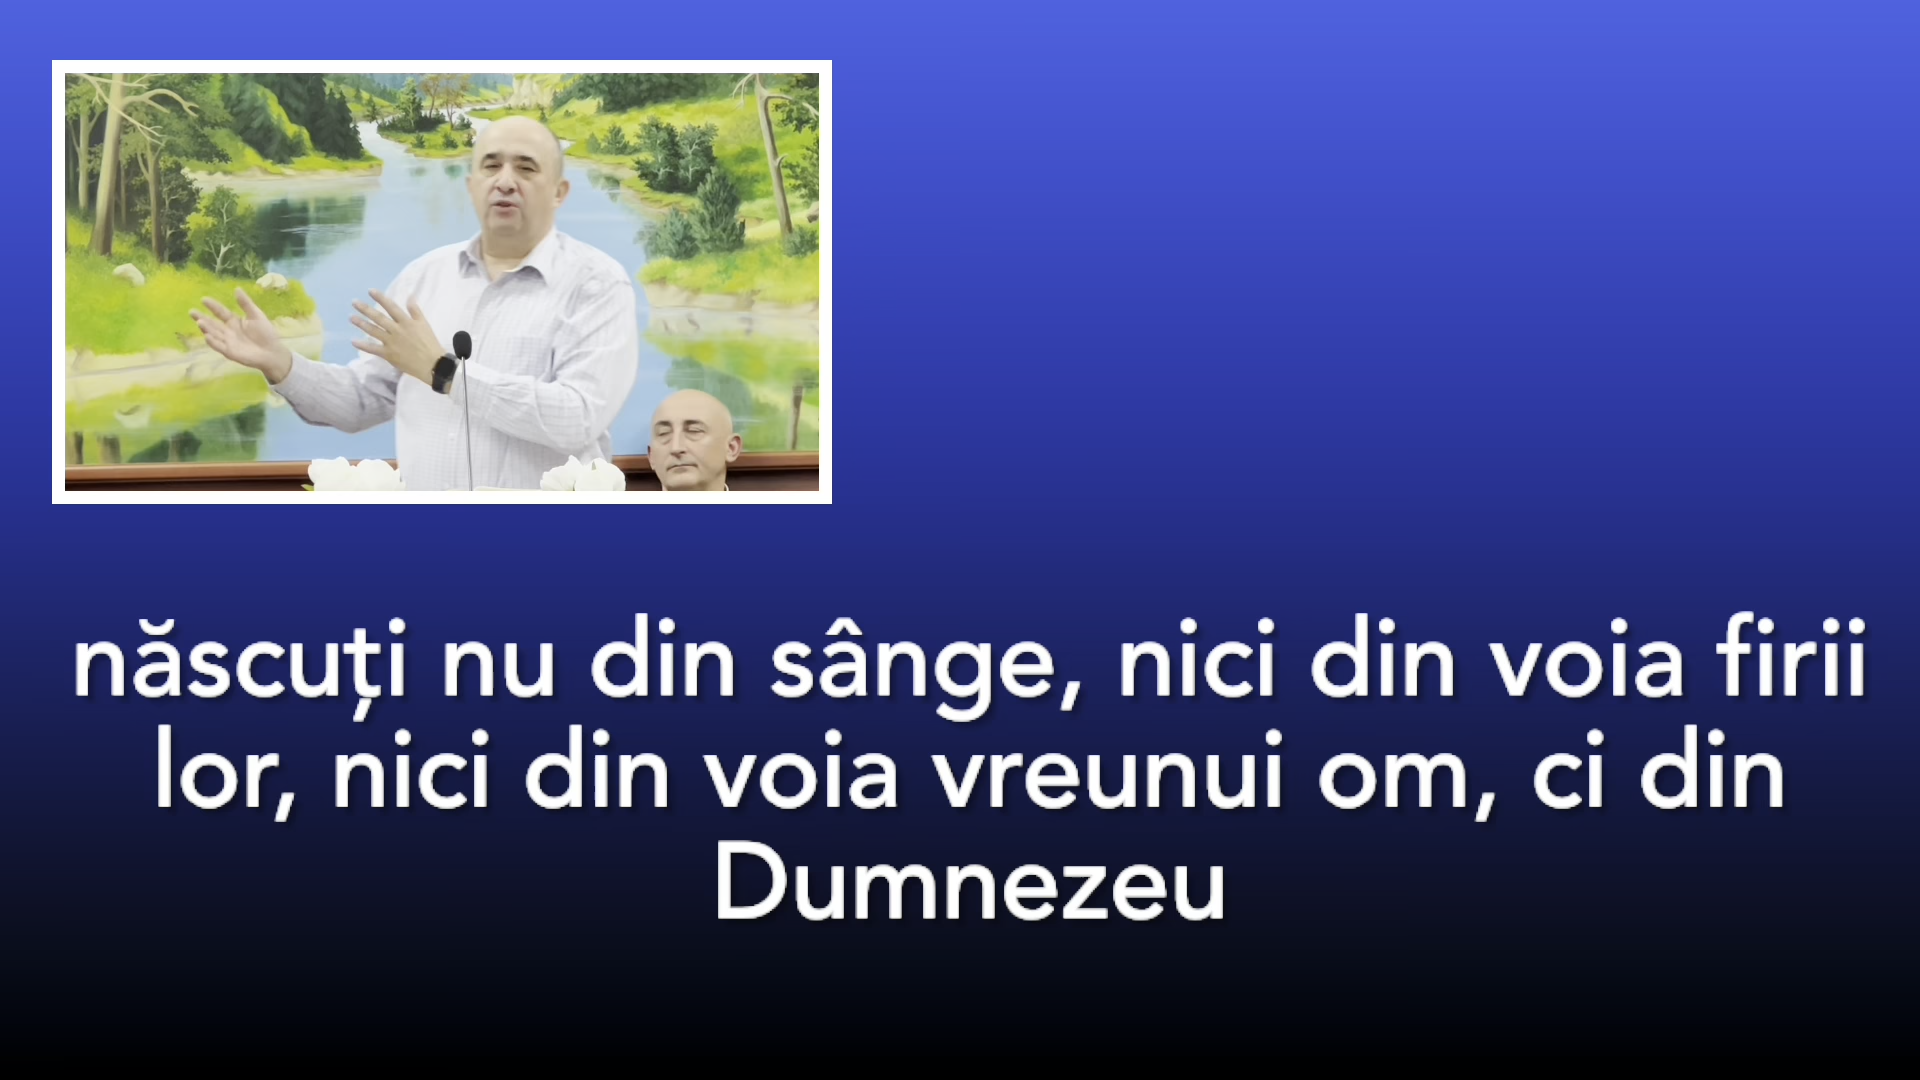 născuți nu din sânge, nici din voia firii
lor, nici din voia vreunui om, ci din
Dumnezeu